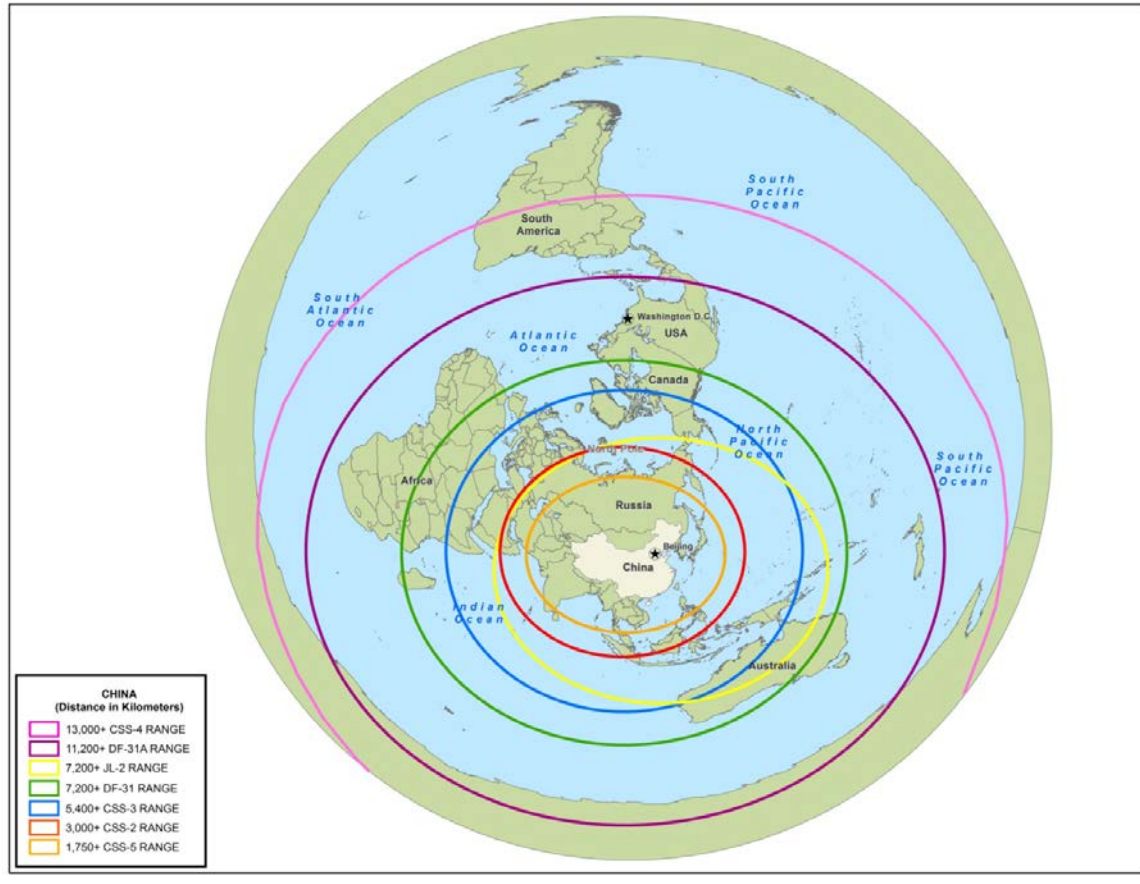 South
Pacific
Ocean
South
America
South
Atlantic
Ocean
Washington D.C.
USA
Atlantic
Ocean
Canada
North
Pacific
Ocean
North Pole
South
Pacific
Ocean
Africa
Russia
Beijing
China
Indian
Ocean
Australia
CHINA
(Distance in Kilometers)
13,000+ CSS-4 RANGE
11,200+ DF-31A RANGE
7,200+ JL-2 RANGE
7,200+ DF-31 RANGE
5,400+ CSS-3 RANGE
3,000+ CSS-2 RANGE
1,750+ CSS-5 RANGE